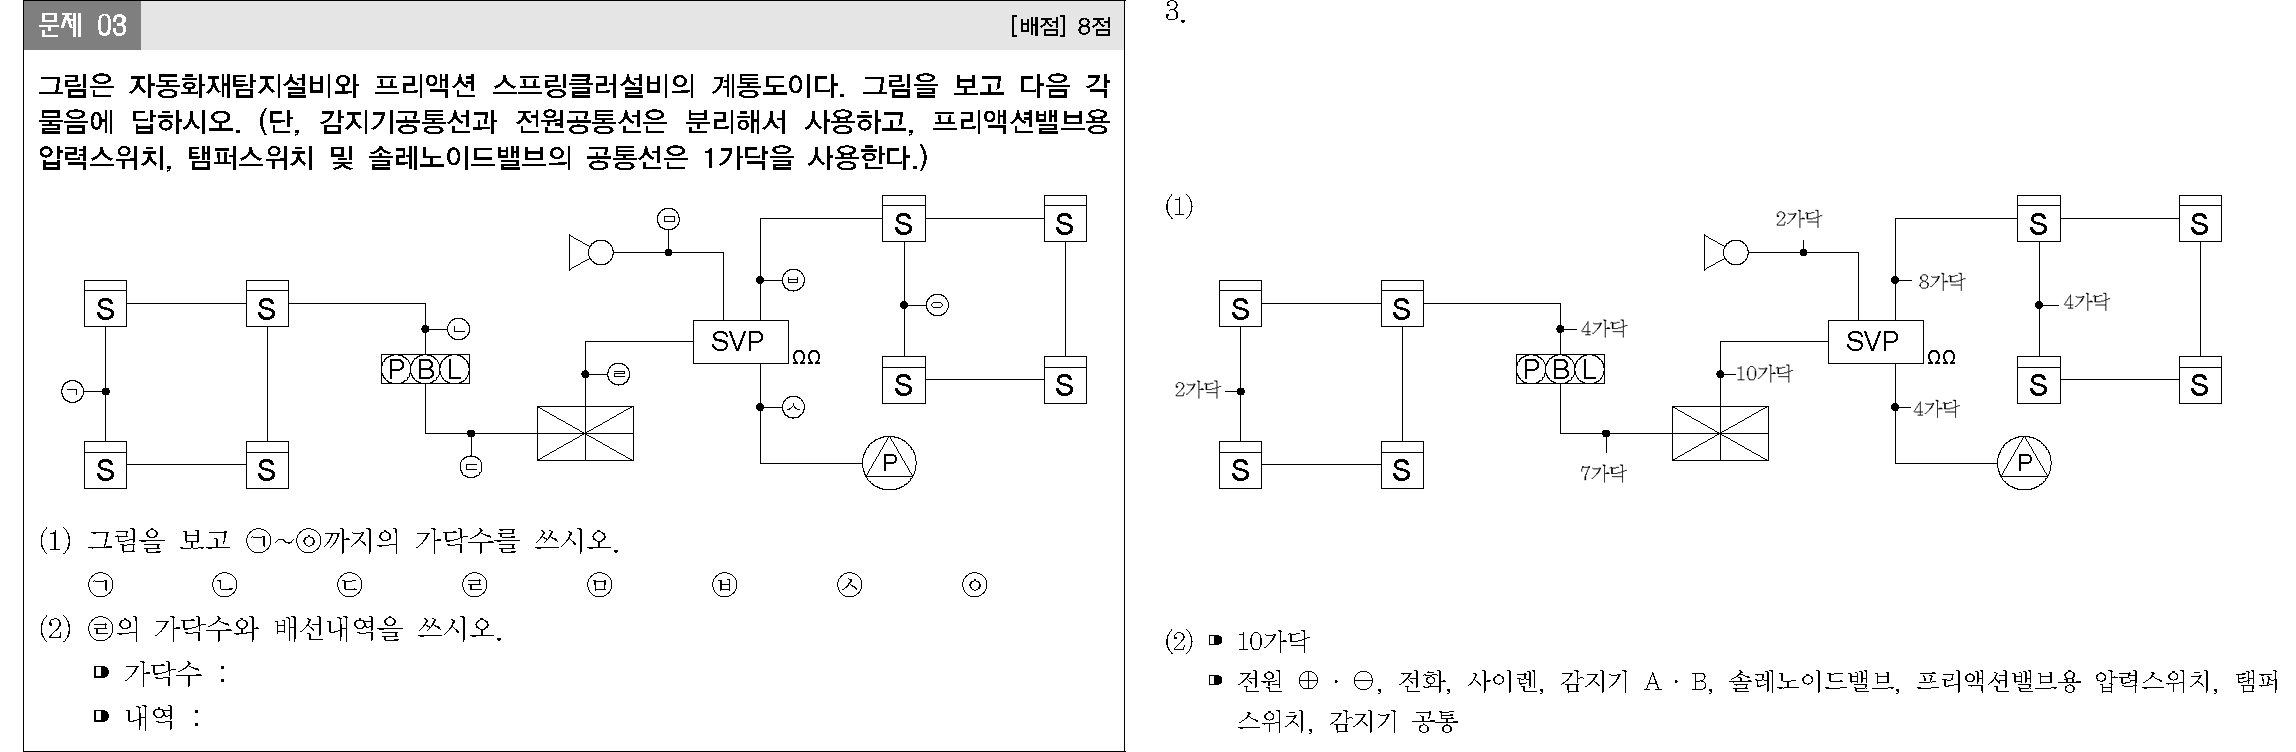 문제 03
[배점] 8점
그림은 자동화재탐지설비와 프리액션 스프링클러설비의 계통도이다. 그림을 보고 다음 각
물음에 답하시오. (단, 감지기공통선과 전원공통선은 분리해서 사용하고, 프리액션밸브용
압력스위치, 탬퍼스위치 및 솔레노이드밸브의 공통선은 1가닥을 사용한다.)
㉤
S S
㉥
S S
㉡
㉧
SVP
ΩΩ
P B L
㉣
㉠
S S
㉦
㉢
P
S S
(1) 그림을 보고 ㉠~㉧까지의 가닥수를 쓰시오.
㉠ ㉡ ㉢ ㉣ ㉤ ㉥ ㉦ ㉧
(2) ㉣의 가닥수와 배선내역을 쓰시오.
가닥수 :
내역 :
3.
(1)
2가닥
S S
8가닥
S S
4가닥
4가닥
SVP
ΩΩ
P B L
10가닥
2가닥
S S
4가닥
P
7가닥
S S
(2) 10가닥
전원 ⊕ · ⊖, 전화, 사이렌, 감지기 A · B, 솔레노이드밸브, 프리액션밸브용 압력스위치, 탬퍼
스위치, 감지기 공통